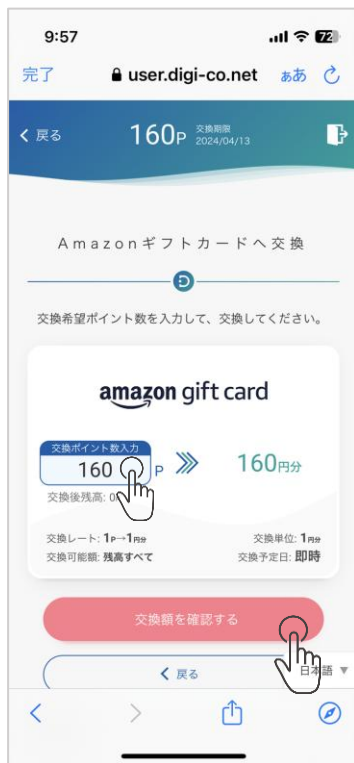 9:57
72
完了
user.digi-co.net
ああ
戻る
160P
交換期限
2024/04/13
Amazonギフトカードへ交換
交換希望ポイント数を入力して、交換してください。
amazon gift card
交換ポイント数入力
160 P
160円分
交換後残高:
交換レート: 1P→1円分
交換単位: 1円分
交換可能額: 残高すべて
交換予定日: 即時
交換額を確認する
戻る
日本語